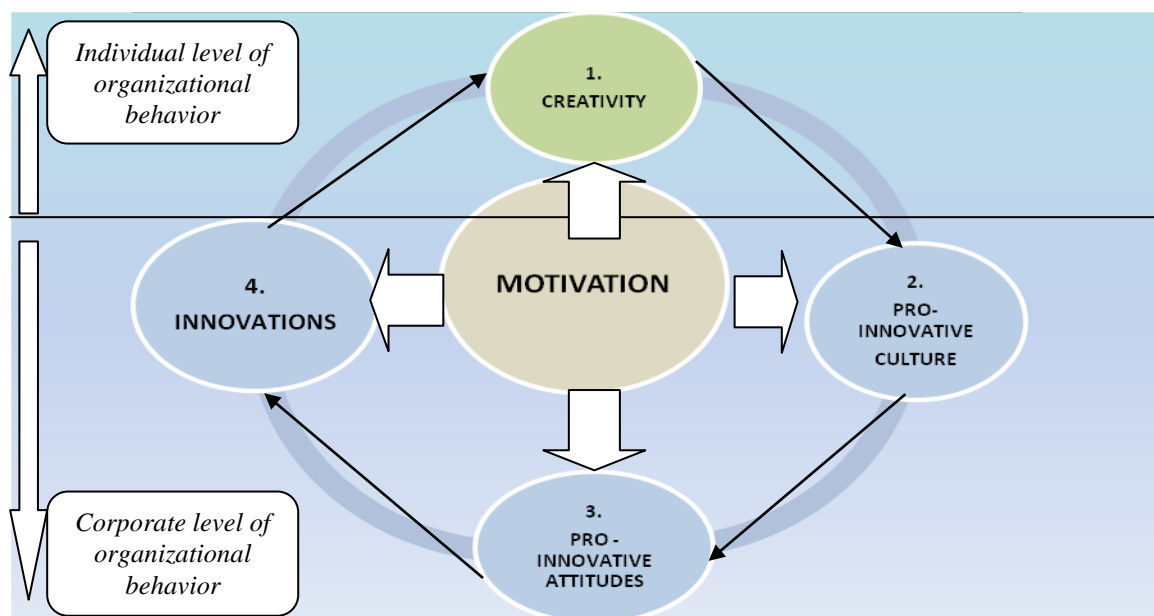 Individual level of
organizational
behavior
1.
CREATIVITY
MOTIVATION
2.
PRO-
INNOVATIVE
CULTURE
3.
PRO -
INNOVATIVE
ATTITUDES
4.
INNOVATIONS
Corporate level of
organizational
behavior